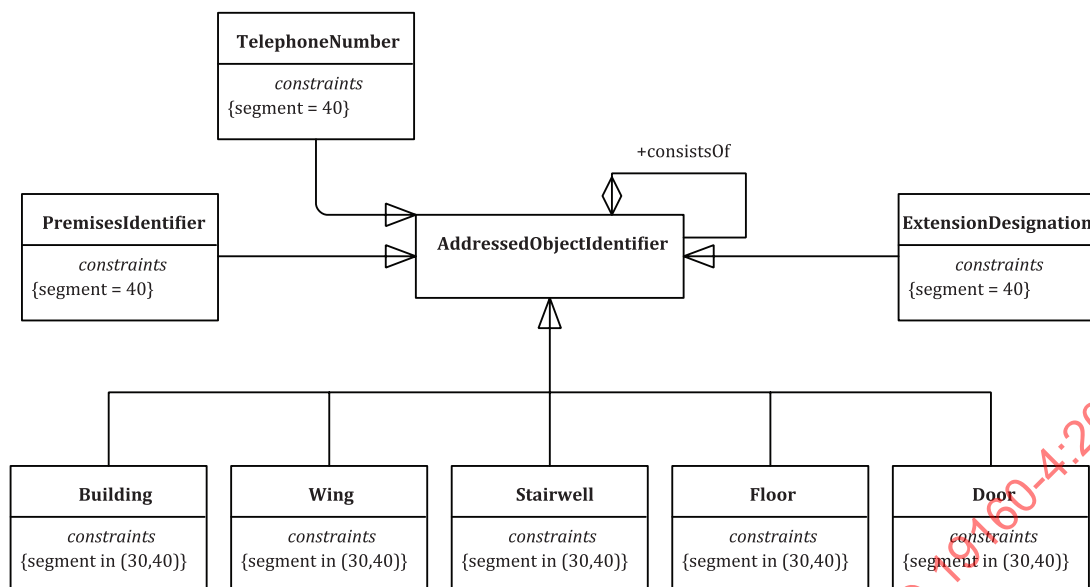 TelephoneNumber
constraints
{segment = 40}
+consistsOf
PremisesIdentifier
constraints
{segment = 40}
AddressedObjectIdentifier
ExtensionDesignation
constraints
{segment = 40}
Building
constraints
{segment in (30,40)}
Wing
constraints
{segment in (30,40)}
Stairwell
constraints
{segment in (30,40)}
Floor
constraints
{segment in (30,40)}
Door
constraints
{segment in (30,40)}
19160-4:20